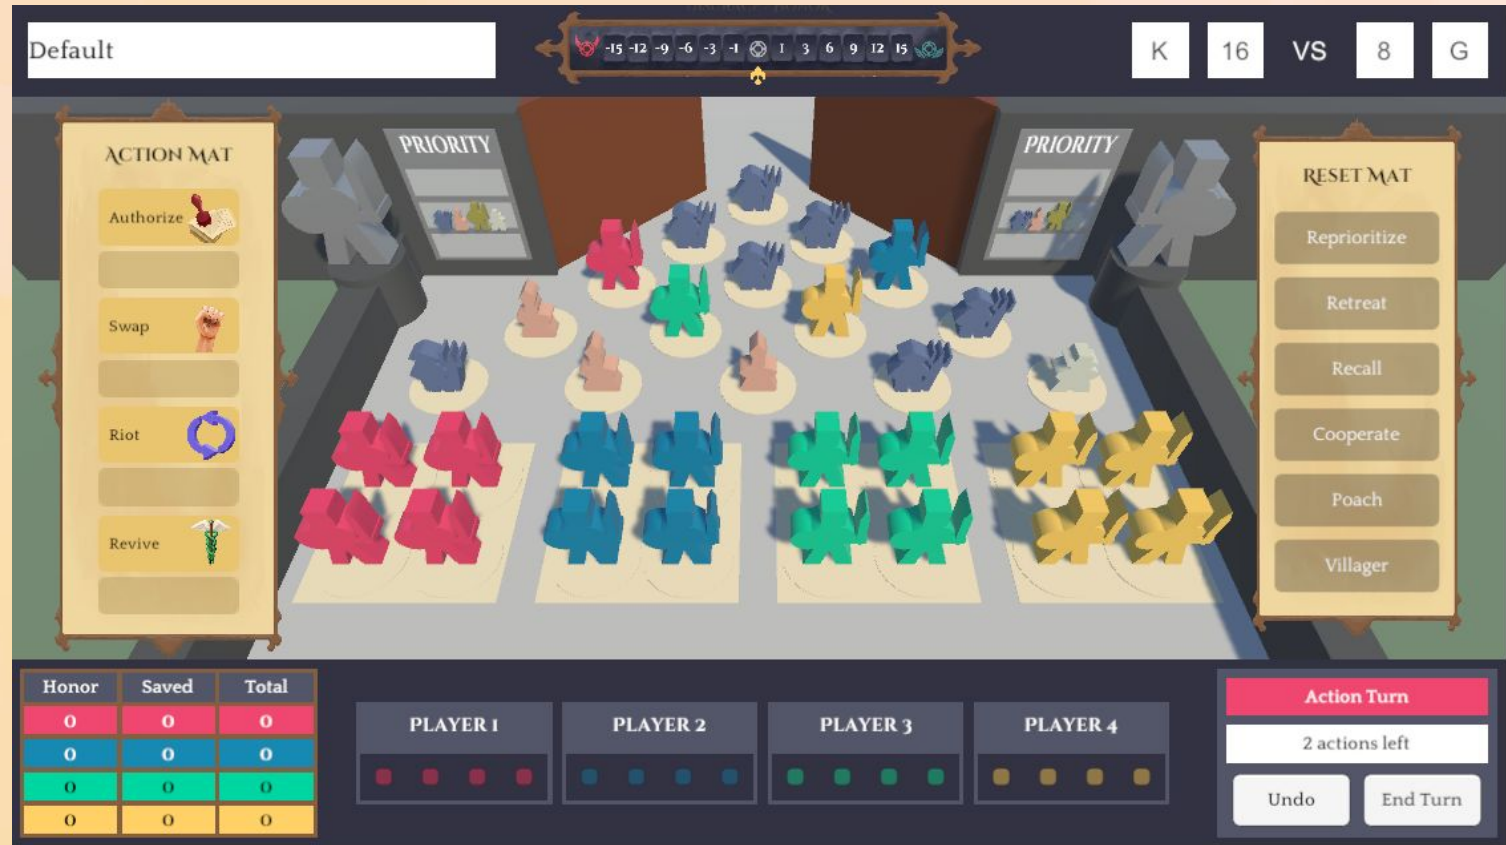 Default
-15 -12 -9 -6 -3 -1 1 3 6 9 12 15
K 16 VS 8 G
ACTION MAT
Authorize
Swap
Riot
Revive
PRIORITY
PRIORITY
RESET MAT
Reprioritize
Retreat
Recall
Cooperate
Poach
Villager
Honor Saved Total
0 0 0
0 0 0
0 0 0
0 0 0
PLAYER 1
PLAYER 2
PLAYER 3
PLAYER 4
Action Turn
2 actions left
Undo
End Turn